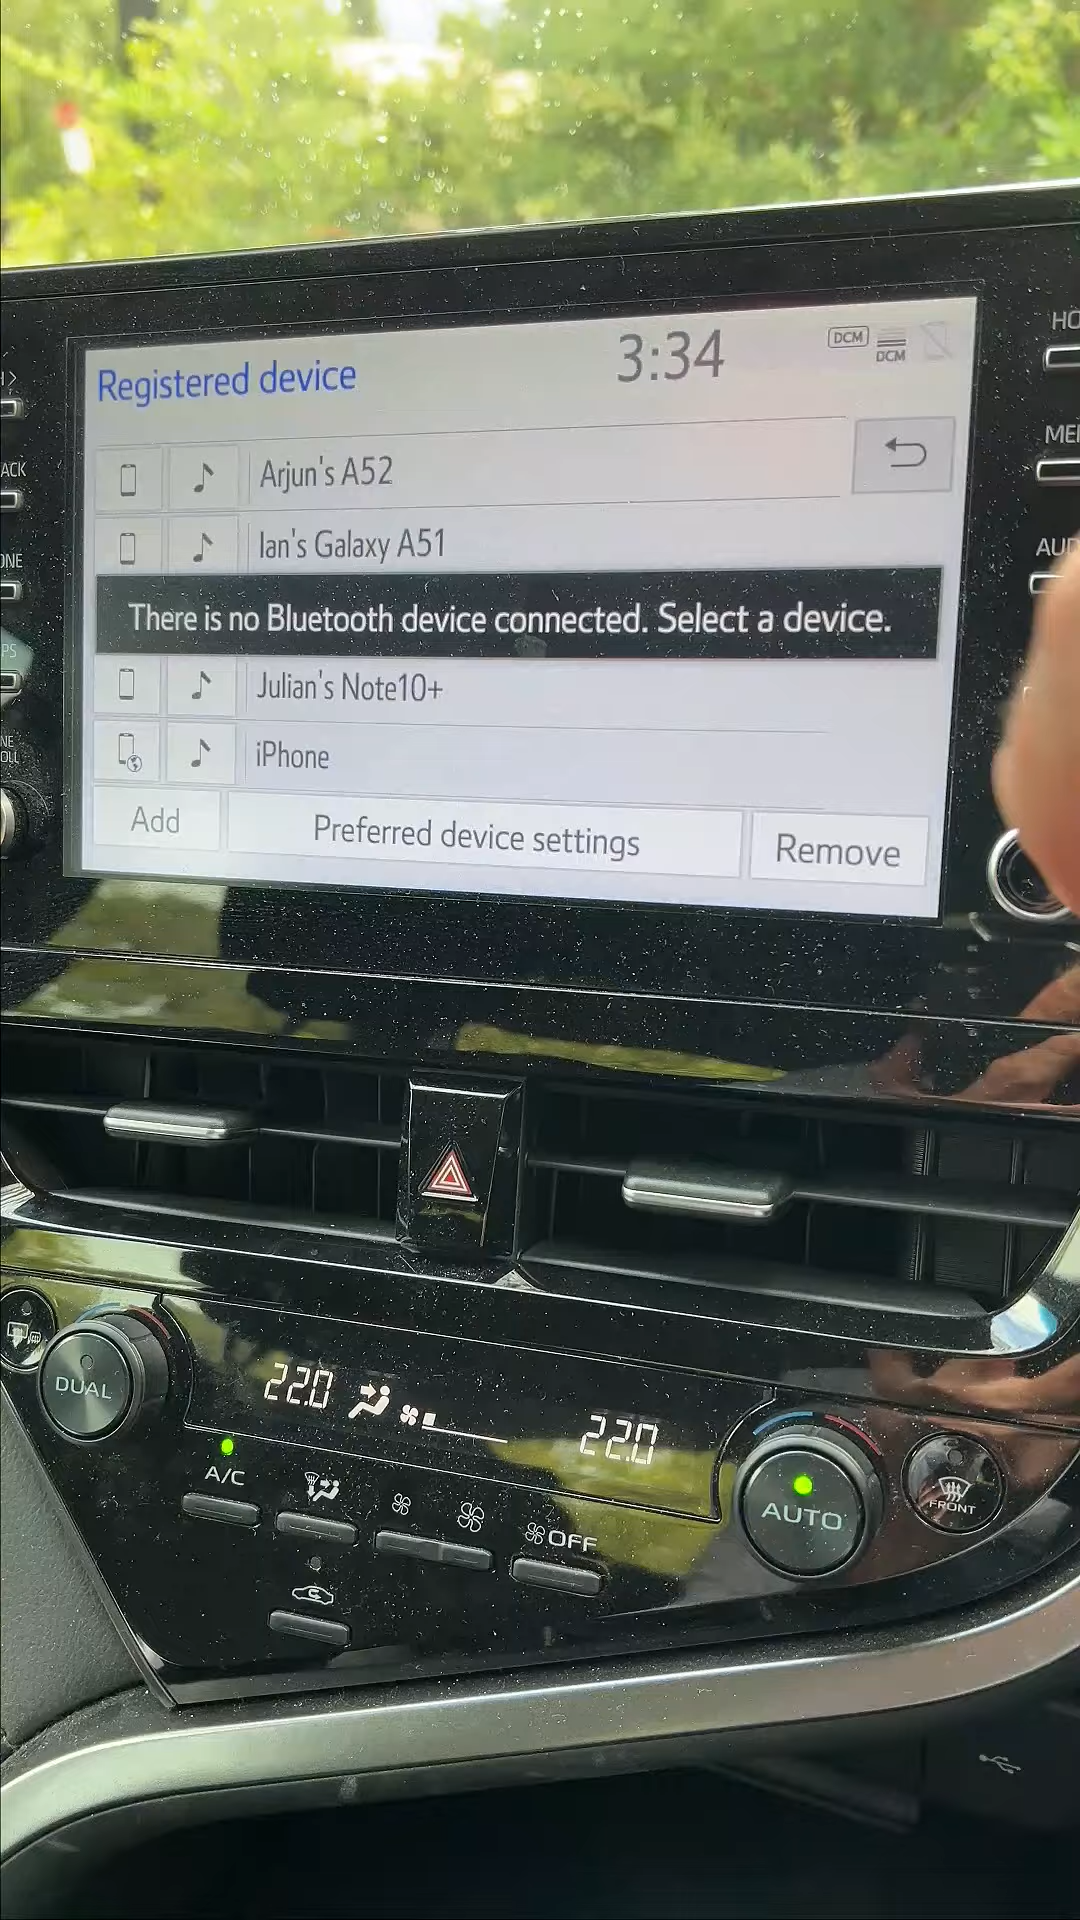 3:34
DCM
DCM
Registered device
Arjun's A52
Ian's Galaxy A51
There is no Bluetooth device connected. Select a device.
Julian's Note10+
iPhone
Add
Preferred device settings
Remove
DUAL
22.0
22.0
A/C
OFF
AUTO
FRONT